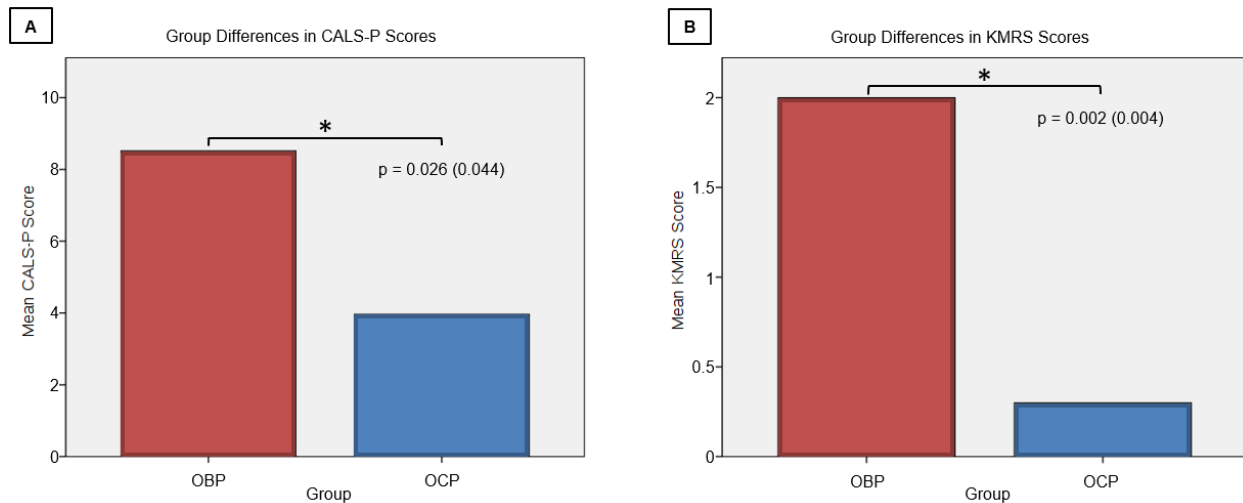 A
Group Differences in CALS-P Scores
Mean CALS-P Score
10
8
6
4
2
0
*
p = 0.026 (0.044)
OBP
OCP
Group
B
Group Differences in KMRS Scores
Mean KMRS Score
2
1.5
1
0.5
0
*
p = 0.002 (0.004)
OBP
OCP
Group